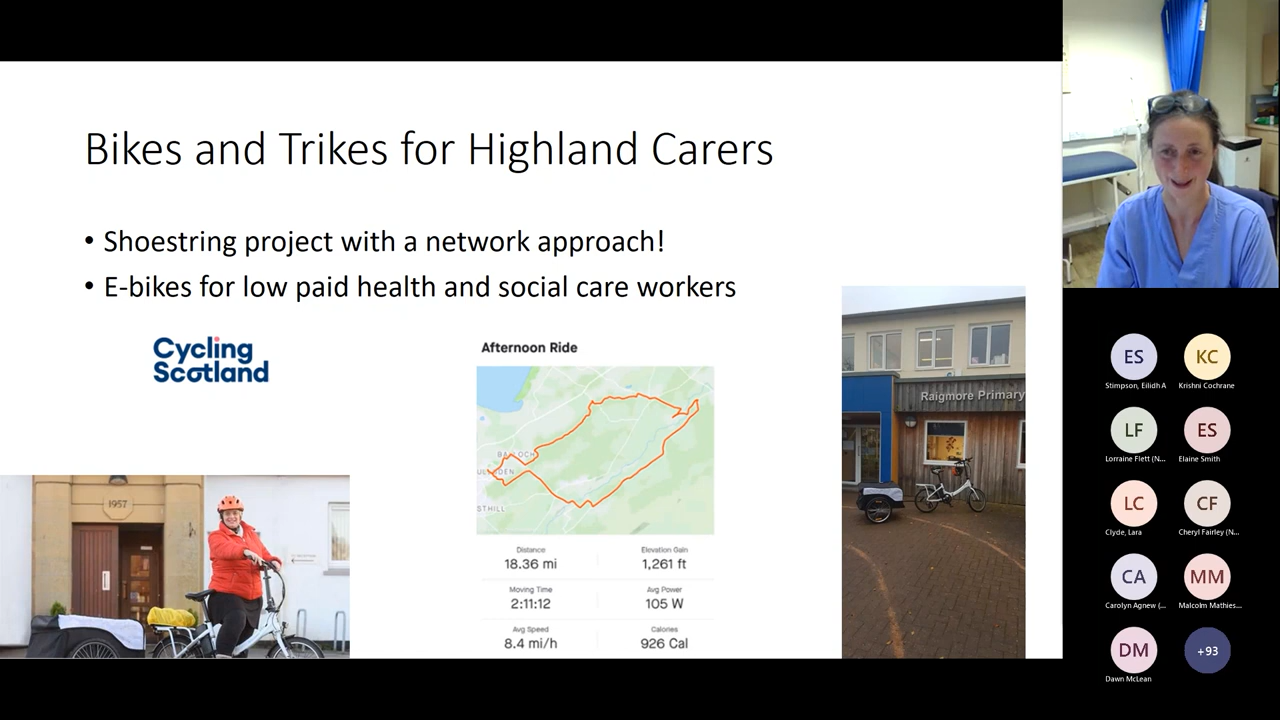 Bikes and Trikes for Highland Carers
• Shoestring project with a network approach!
• E-bikes for low paid health and social care workers
Cycling
Scotland
1957
Afternoon Ride
BALLOCH
STHILL
Distance
18.36 mi
Elevation Gain
1,261 ft
Moving Time
2:11:12
Avg Power
105 W
Avg Speed
8.4 mi/h
Calories
926 Cal
Raigmore Primary
ES
Stimpson, Eilidh A
KC
Krishni Cochrane
LF
Lorraine Flett (N...
ES
Elaine Smith
LC
Clyde, Lara
CF
Cheryl Fairley (N...
CA
Carolyn Agnew (...
MM
Malcolm Mathies...
DM
Dawn McLean
+93